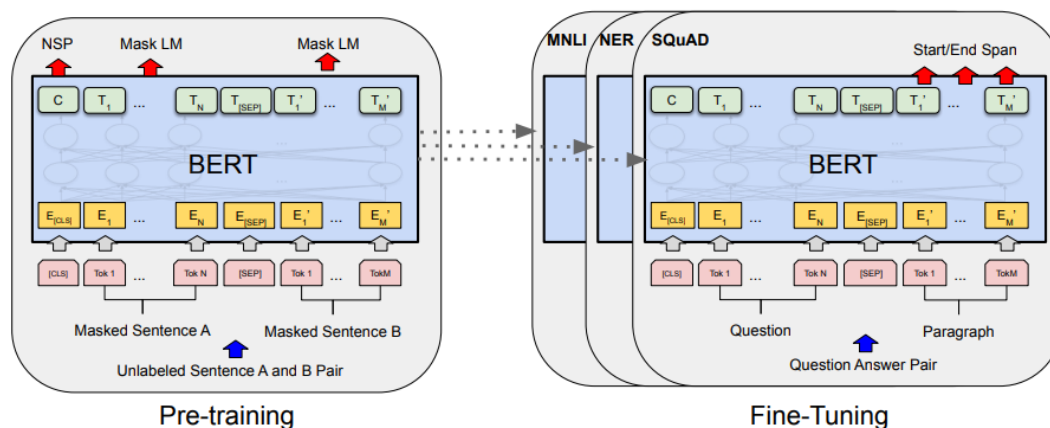 NSP Mask LM Mask LM
C T1 ... TN T[SEP] T1' ... TM'
BERT
E[CLS] E1 ... EN E[SEP] E1' ... EM'
[CLS] Tok 1 ... Tok N [SEP] Tok 1 ... TokM
Masked Sentence A Masked Sentence B
Unlabeled Sentence A and B Pair
Pre-training
MNLI NER SQuAD
Start/End Span
C T1 ... TN T[SEP] T1' ... TM'
BERT
E[CLS] E1 ... EN E[SEP] E1' ... EM'
[CLS] Tok 1 ... Tok N [SEP] Tok 1 ... TokM
Question Paragraph
Question Answer Pair
Fine-Tuning